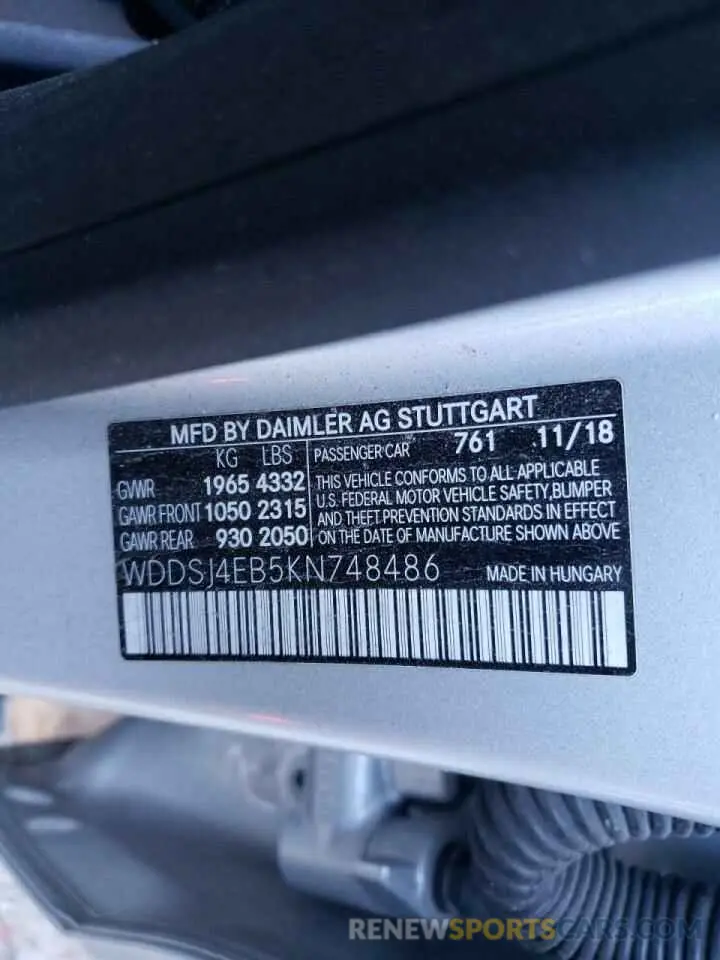 MFD BY DAIMLER AG STUTTGART
KG LBS PASSENGER CAR 761 11/18
GVWR 1965 4332 THIS VEHICLE CONFORMS TO ALL APPLICABLE
U.S. FEDERAL MOTOR VEHICLE SAFETY, BUMPER
GAWR FRONT 1050 2315 AND THEFT PREVENTION STANDARDS IN EFFECT
GAWR REAR 930 2050 ON THE DATE OF MANUFACTURE SHOWN ABOVE
WDDSJ4EB5KN748486 MADE IN HUNGARY
RENEWSPORTSCARS.COM